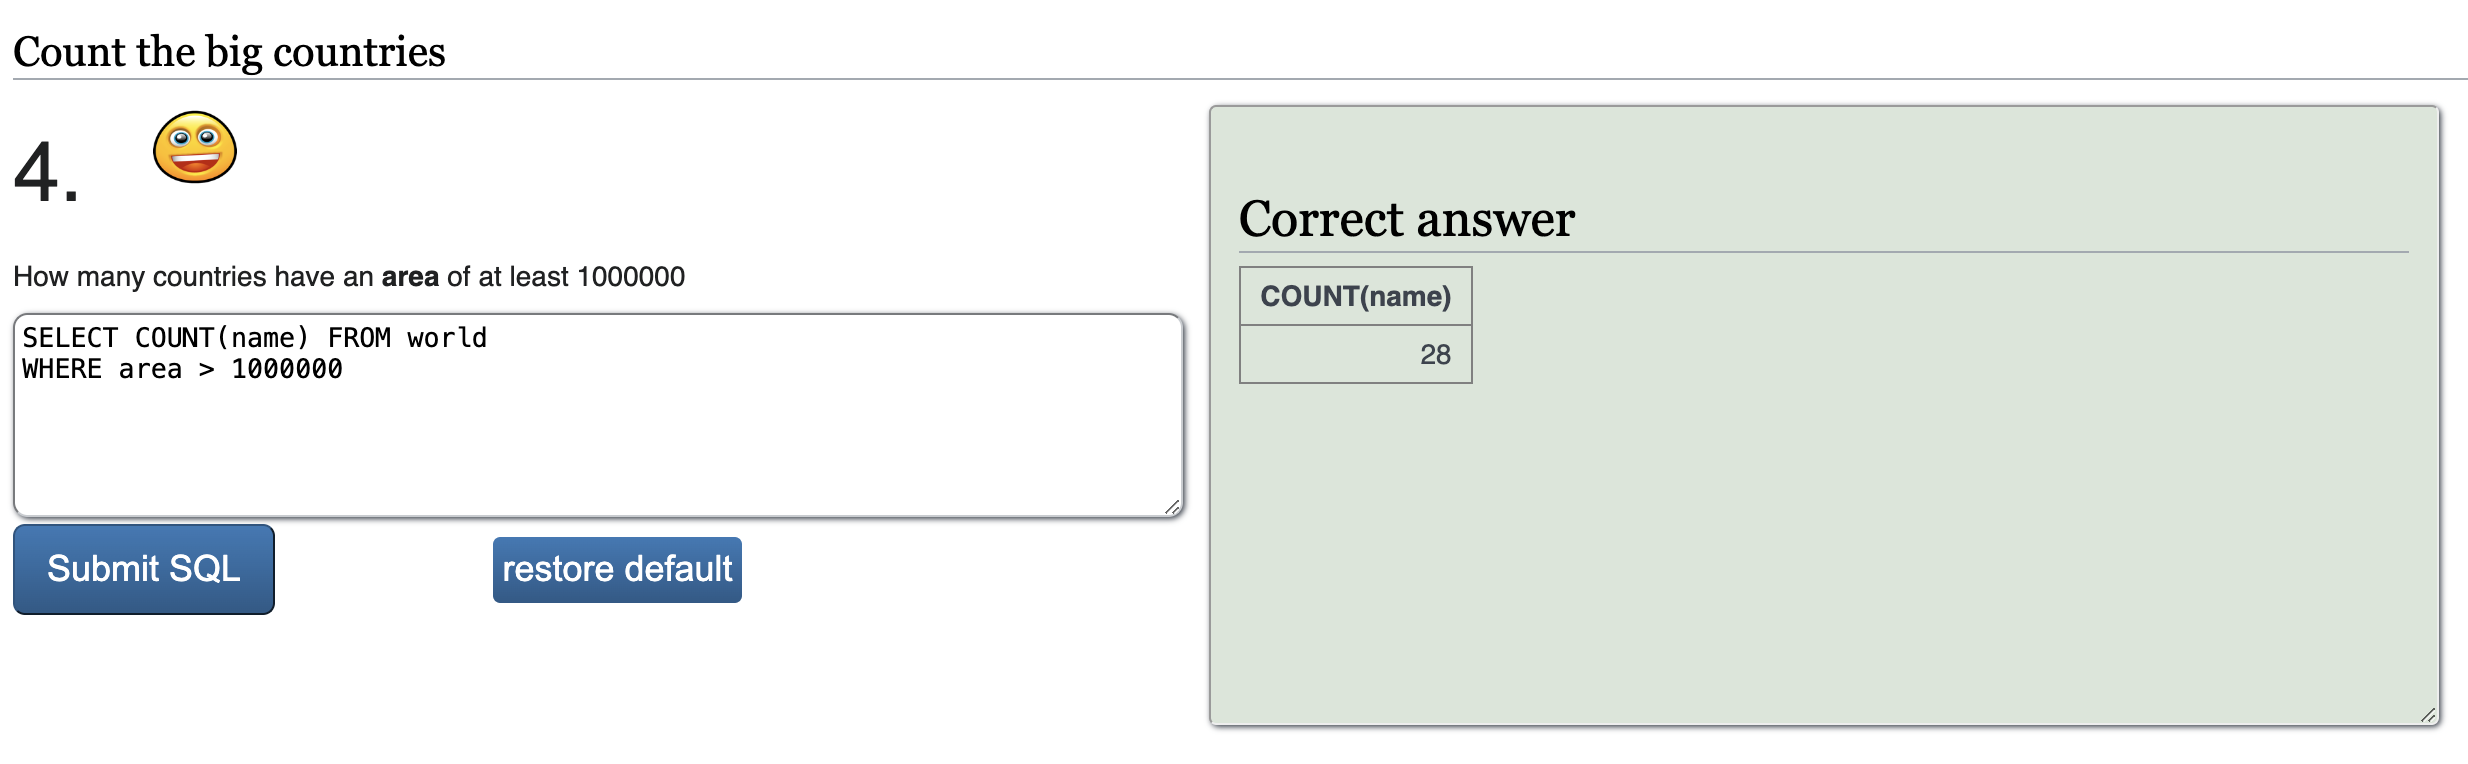 Count the big countries
4.
How many countries have an area of at least 1000000
SELECT COUNT(name) FROM world
WHERE area > 1000000
Submit SQL
restore default
Correct answer
COUNT(name)
28